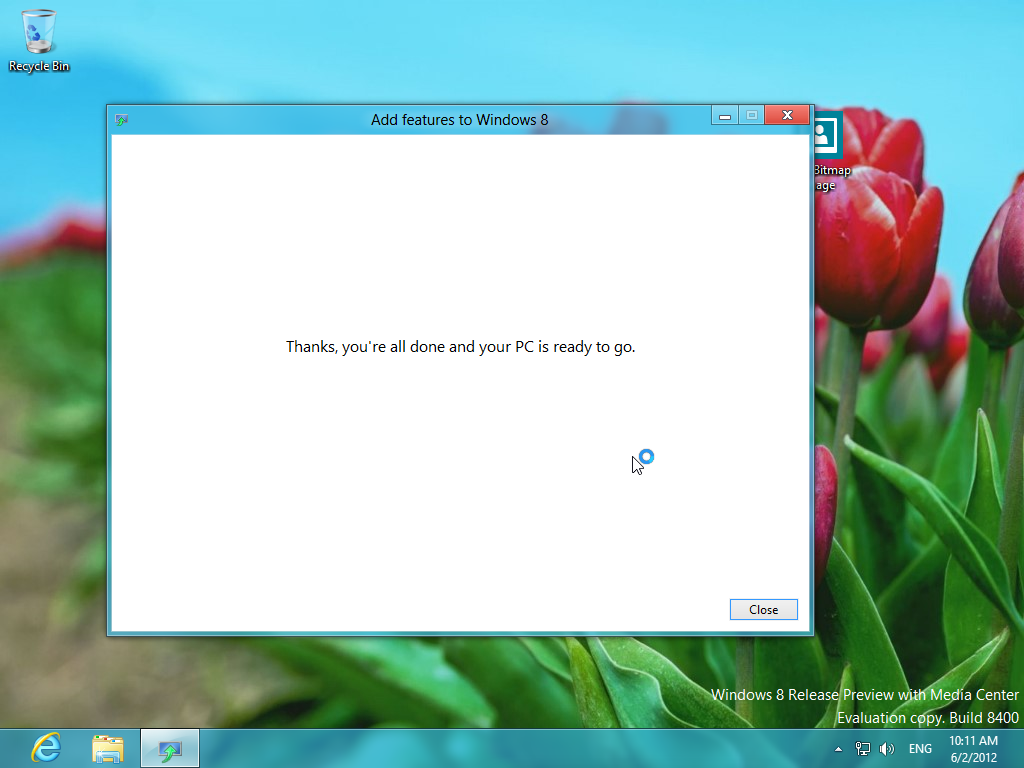 Recycle Bin
Add features to Windows 8
Bitmap
age
Thanks, you're all done and your PC is ready to go.
Close
Windows 8 Release Preview with Media Center
Evaluation copy. Build 8400
ENG
10:11 AM
6/2/2012